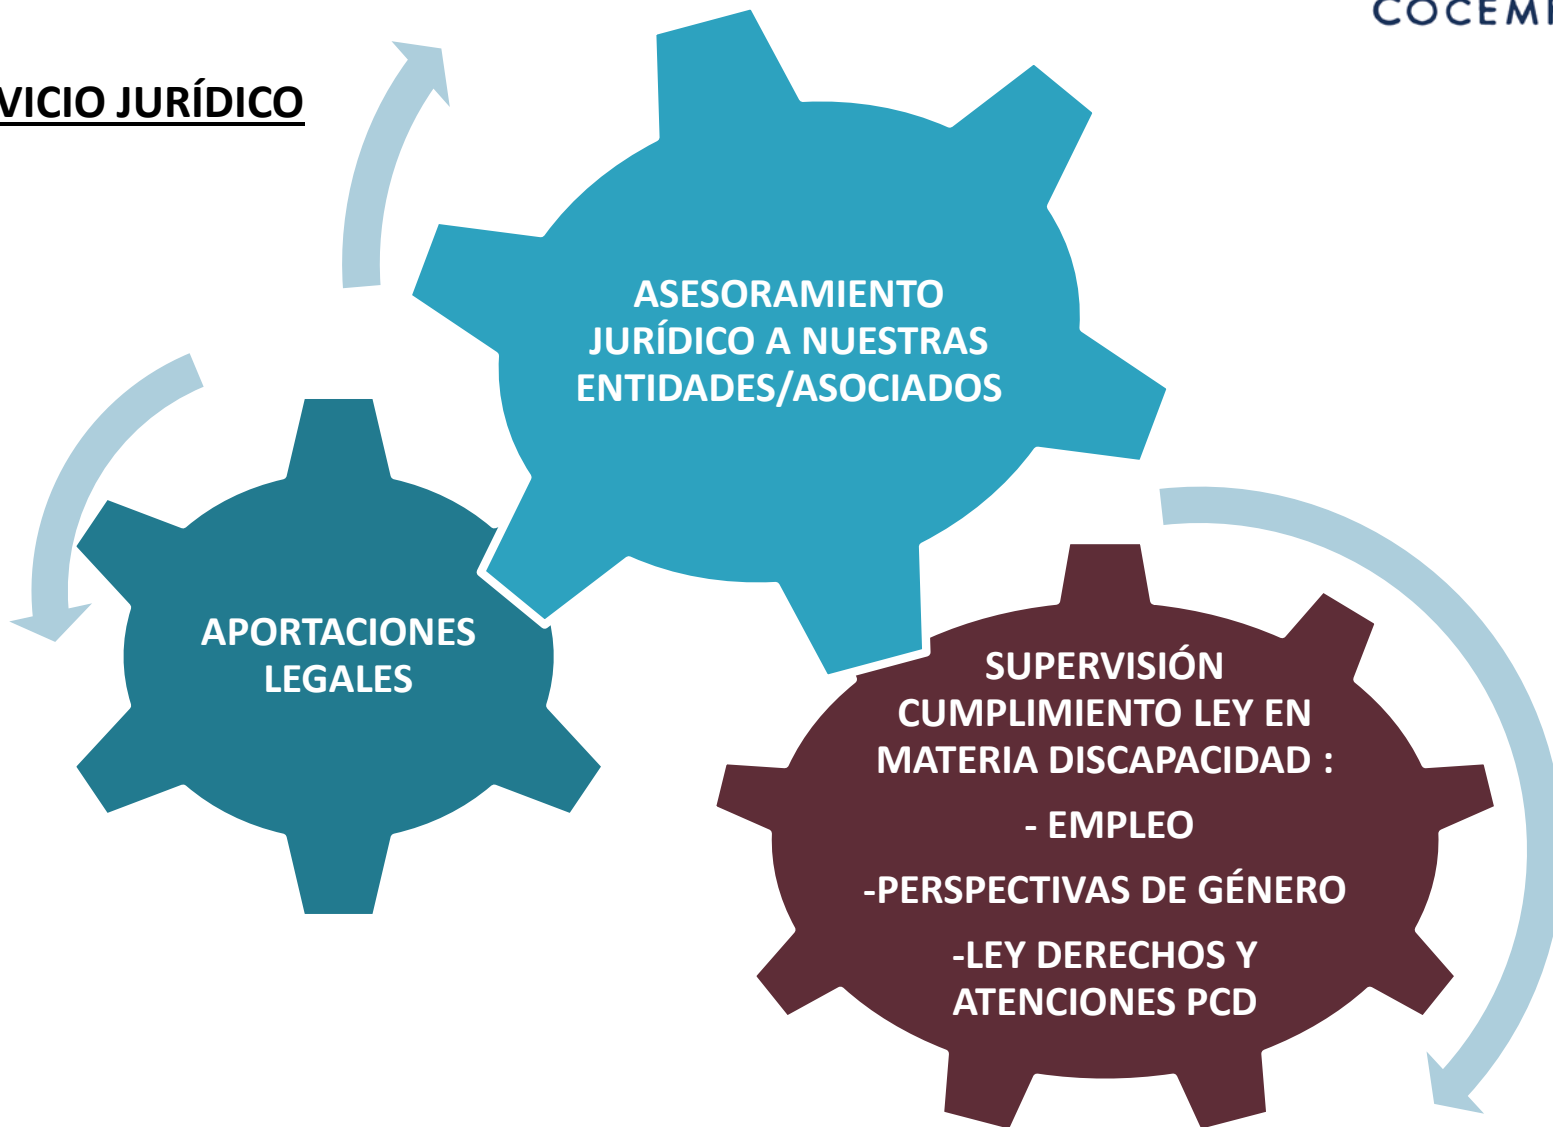 COCEM
VICIO JURÍDICO
ASESORAMIENTO
JURÍDICO A NUESTRAS
ENTIDADES/ASOCIADOS
APORTACIONES
LEGALES
SUPERVISIÓN
CUMPLIMIENTO LEY EN
MATERIA DISCAPACIDAD :
- EMPLEO
-PERSPECTIVAS DE GÉNERO
-LEY DERECHOS Y
ATENCIONES PCD